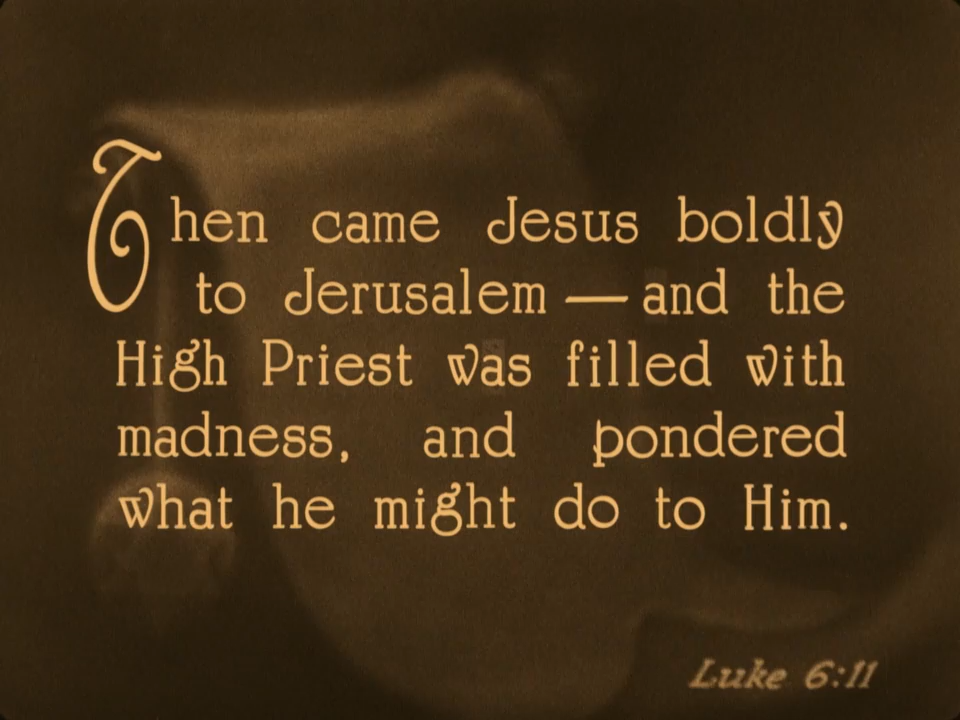 Then came Jesus boldly
to Jerusalem — and the
High Priest was filled with
madness, and pondered
what he might do to Him.
Luke 6:11